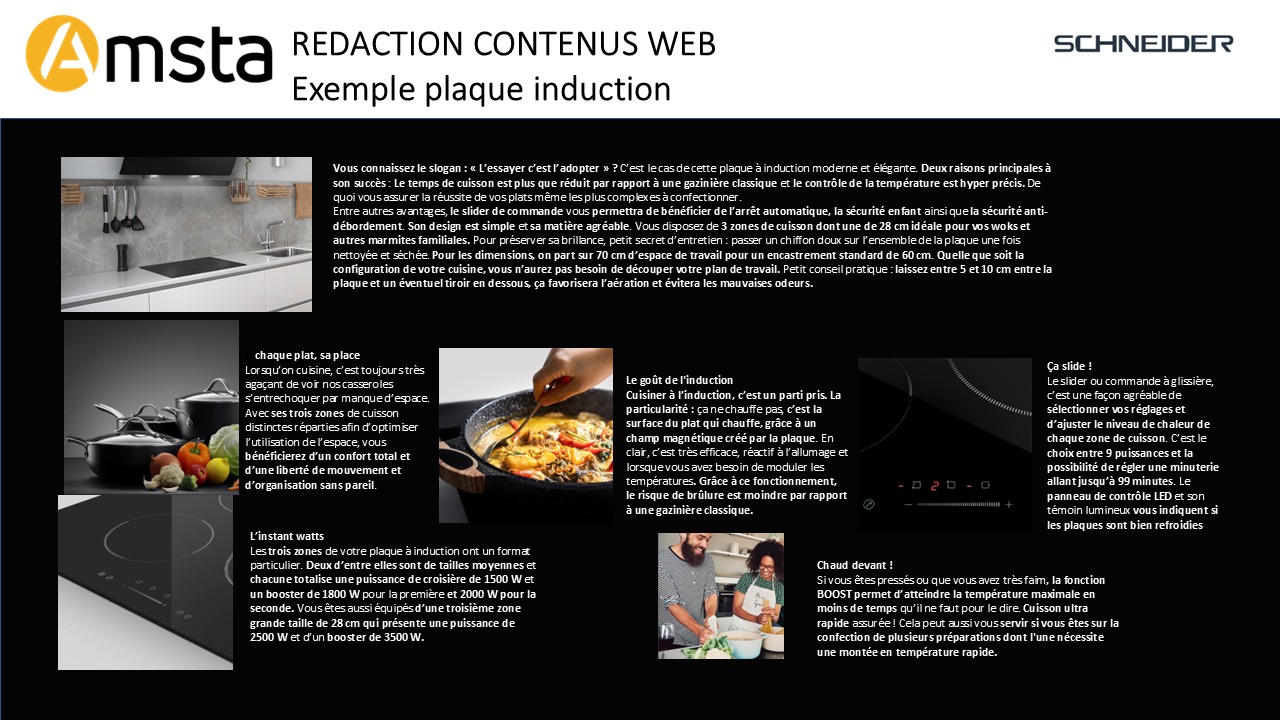 Amsta
REDACTION CONTENUS WEB
Exemple plaque induction
SCHNEIDER
Vous connaissez le slogan : « L'essayer c'est l'adopter » ? C'est le cas de cette plaque à induction moderne et élégante. Deux raisons principales à
son succès : Le temps de cuisson est plus que réduit par rapport à une gazinière classique et le contrôle de la température est hyper précis. De
quoi vous assurer la réussite de vos plats même les plus complexes à confectionner.
Entre autres avantages, le slider de commande vous permettra de bénéficier de l'arrêt automatique, la sécurité enfant ainsi que la sécurité anti-
débordement. Son design est simple et sa matière agréable. Vous disposez de 3 zones de cuisson dont une de 28 cm idéale pour vos woks et
autres marmites familiales. Pour préserver sa brillance, petit secret d'entretien : passer un chiffon doux sur l'ensemble de la plaque une fois
nettoyée et séchée. Pour les dimensions, on part sur 70 cm d'espace de travail pour un encastrement standard de 60 cm. Quelle que soit la
configuration de votre cuisine, vous n'aurez pas besoin de découper votre plan de travail. Petit conseil pratique : laissez entre 5 et 10 cm entre la
plaque et un éventuel tiroir en dessous, ça favorisera l'aération et évitera les mauvaises odeurs.
chaque plat, sa place
Lorsqu'on cuisine, c'est toujours très
agaçant de voir nos casseroles
s'entrechoquer par manque d'espace.
Avec ses trois zones de cuisson
distinctes réparties afin d'optimiser
l'utilisation de l'espace, vous
bénéficierez d'un confort total et
d'une liberté de mouvement et
d'organisation sans pareil.
Le goût de l'induction
Cuisiner à l'induction, c'est un parti pris. La
particularité : ça ne chauffe pas, c'est la
surface du plat qui chauffe, grâce à un
champ magnétique créé par la plaque. En
clair, c'est très efficace, réactif à l'allumage et
lorsque vous avez besoin de moduler les
températures. Grâce à ce fonctionnement,
le risque de brûlure est moindre par rapport
à une gazinière classique.
Ça slide !
Le slider ou commande à glissière,
c'est une façon agréable de
sélectionner vos réglages et
d'ajuster le niveau de chaleur de
chaque zone de cuisson. C'est le
choix entre 9 puissances et la
possibilité de régler une minuterie
allant jusqu'à 99 minutes. Le
panneau de contrôle LED et son
témoin lumineux vous indiquent si
les plaques sont bien refroidies
L'instant watts
Les trois zones de votre plaque à induction ont un format
particulier. Deux d'entre elles sont de tailles moyennes et
chacune totalise une puissance de croisière de 1500 W et
un booster de 1800 W pour la première et 2000 W pour la
seconde. Vous êtes aussi équipés d'une troisième zone
grande taille de 28 cm qui présente une puissance de
2500 W et d'un booster de 3500 W.
Chaud devant !
Si vous êtes pressés ou que vous avez très faim, la fonction
BOOST permet d'atteindre la température maximale en
moins de temps qu'il ne faut pour le dire. Cuisson ultra
rapide assurée ! Cela peut aussi vous servir si vous êtes sur la
confection de plusieurs préparations dont l'une nécessite
une montée en température rapide.